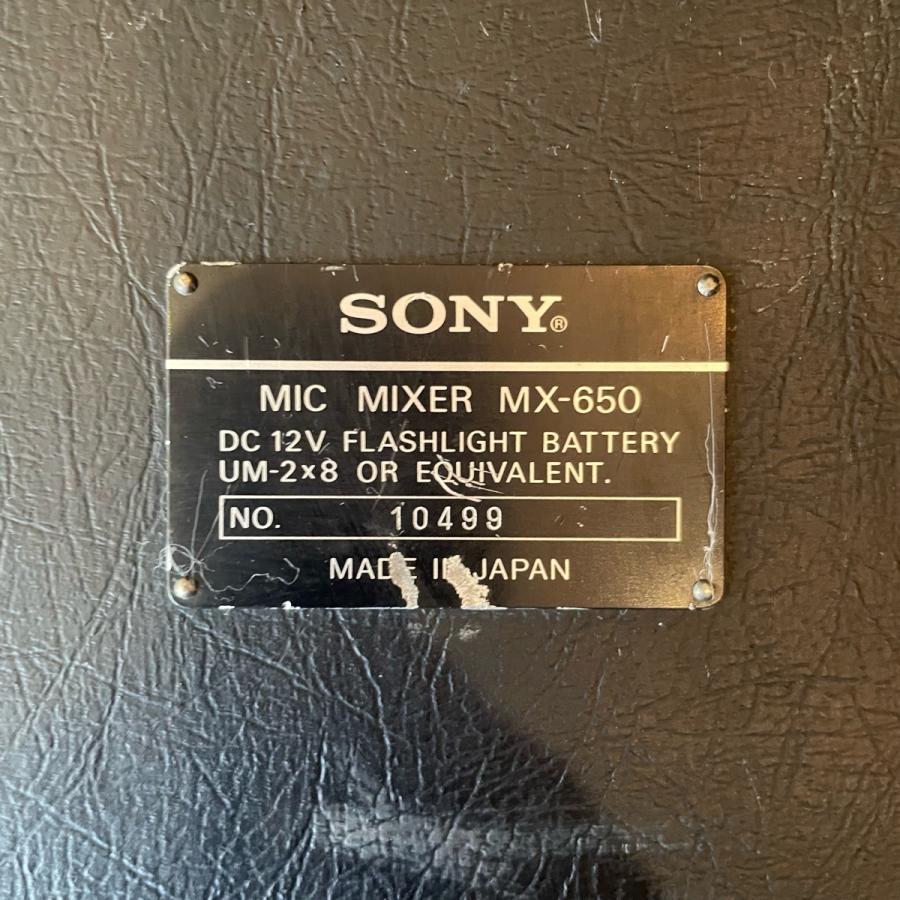 SONY®
MIC MIXER MX-650
DC 12V FLASHLIGHT BATTERY
UM-2×8 OR EQUIVALENT.
NO. 10499
MADE IN JAPAN